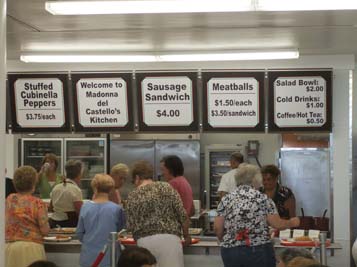 Stuffed
Cubinella
Peppers
$3.75/each
Welcome to
Madonna
del
Castello's
Kitchen
Sausage
Sandwich
$4.00
Meatballs
$1.50/each
$3.50/sandwich
Salad Bowl:
$2.00
Cold Drinks:
$1.00
Coffee/Hot Tea:
$0.50